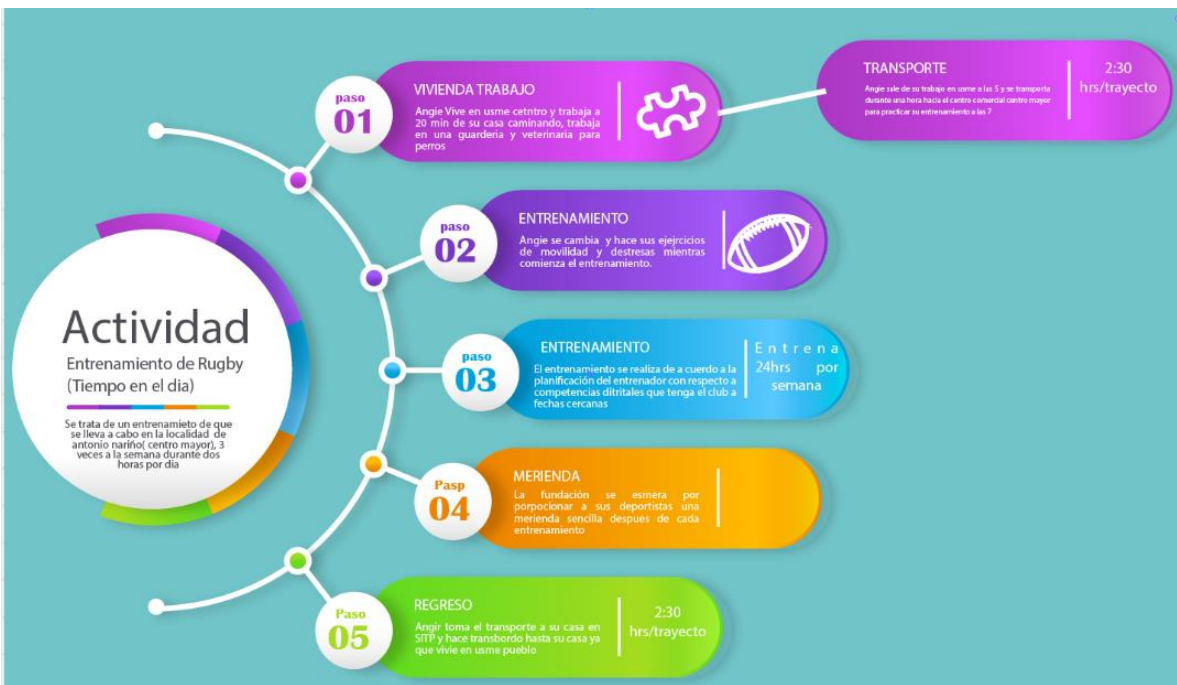 Actividad
Entrenamiento de Rugby
(Tiempo en el dia)
Se trata de un entrenamieto de que
se lleva a cabo en la localidad de
antonio nariño( centro mayor), 3
veces a la semana durante dos
horas por dia
paso
01
VIVIENDA TRABAJO
Angie Vive en usme cetntro y trabaja a
20 min de su casa caminando, trabaja
en una guarderia y veterinaria para
perros
TRANSPORTE
Angie sale de su trabajo en usme a las 5 y se transporta
durante una hora hacia el centro comercial centro mayor
para practicar su entrenamiento a las 7
2:30
hrs/trayecto
paso
02
ENTRENAMIENTO
Angie se cambia y hace sus ejejrcicios
de movilidad y destresas mientras
comienza el entrenamiento.
paso
03
ENTRENAMIENTO
El entrenamiento se realiza de a cuerdo a la
planificación del entrenador con respecto a
competencias ditritales que tenga el club a
fechas cercanas
Entrena
24hrs por
semana
Pasp
04
MERIENDA
La fundación se esmera por
porpocionar a sus deportistas una
merienda sencilla despues de cada
entrenamiento
Paso
05
REGRESO
Angir toma el transporte a su casa en
SITP y hace transbordo hasta su casa ya
que vivie en usme pueblo
2:30
hrs/trayecto